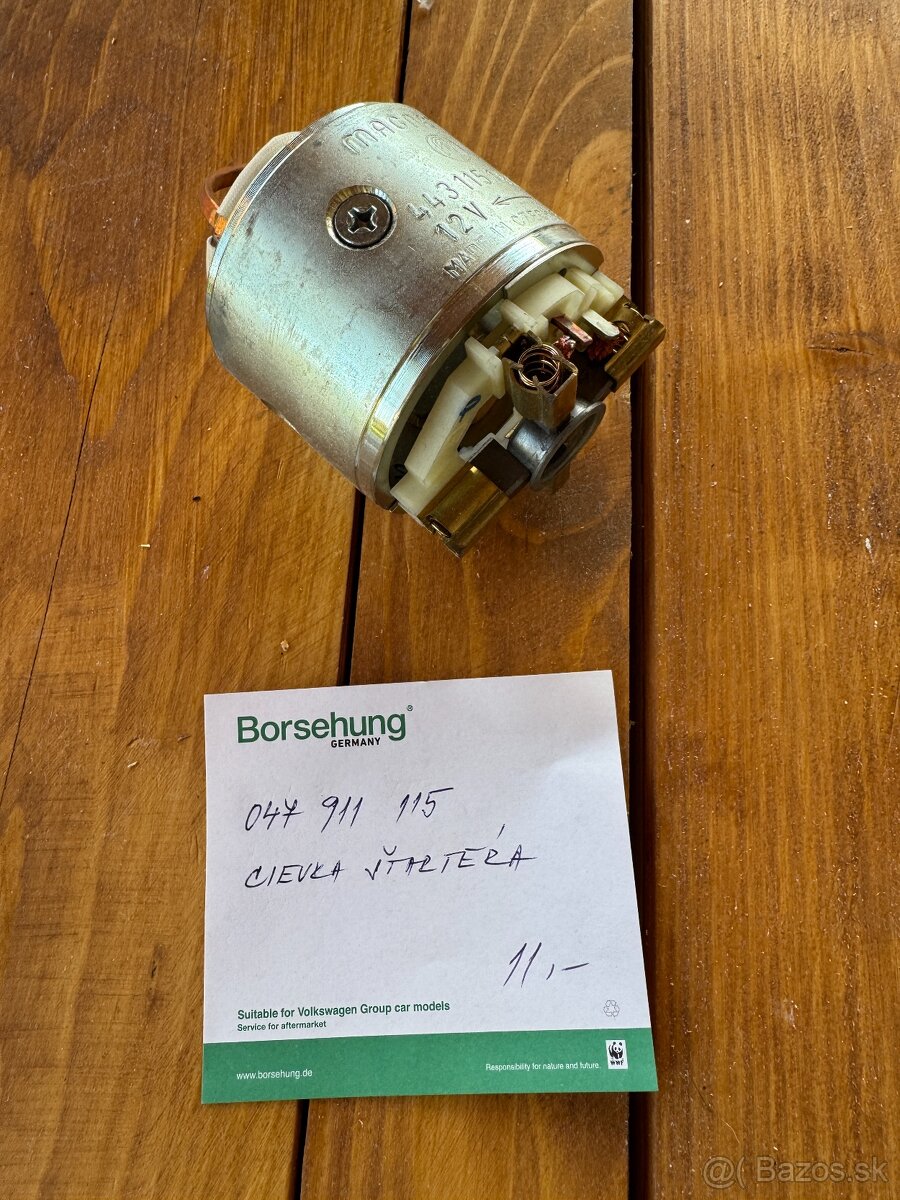 12V
Borsehung®
GERMANY
047 911 115
CIEVKA ŠTARTÉRA
11,-
Suitable for Volkswagen Group car models
Service for aftermarket
www.borsehung.de
Responsibility for nature and future.
WWF
@( Bazos.sk